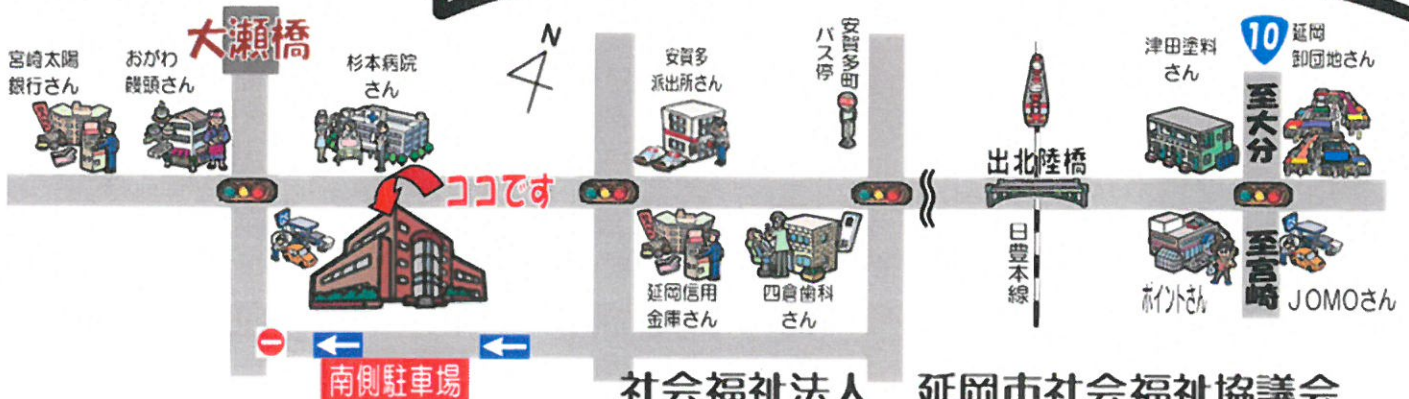 大瀬橋
宮崎太陽
銀行さん
おがわ
饅頭さん
杉本病院
さん
N
安賀多
派出所さん
安賀多町
バス停
津田塗料
さん
10
延岡
卸団地さん
至大分
出北陸橋
ココです
日豊本線
延岡信用
金庫さん
四倉歯科
さん
ポイントさん
至宮崎
JOMOさん
南側駐車場
社会福祉法人 延岡市社会福祉協議会